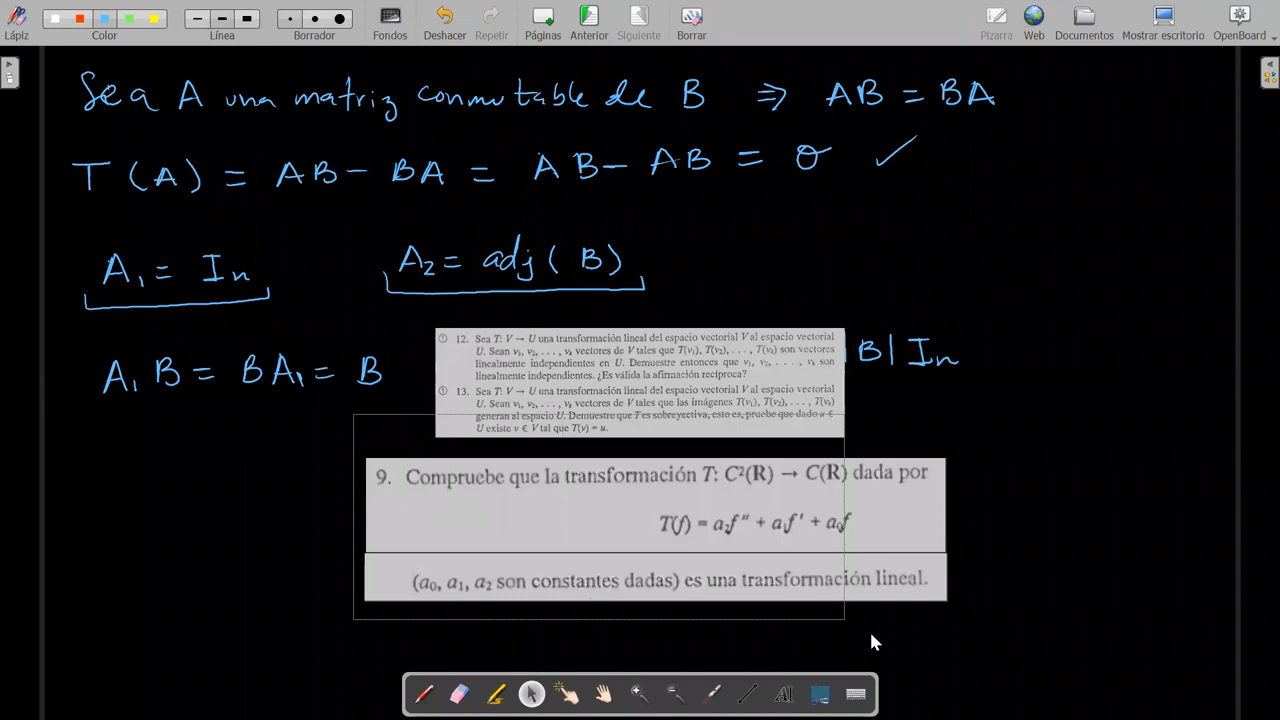 Lápiz Color Línea Borrador Fondos Deshacer Repetir Páginas Anterior Siguiente Borrar Pizarra Web Documentos Mostrar escritorio OpenBoard
Sea A una matriz conmutable de B ⇒ AB = BA
T (A) = AB - BA = AB - AB = 0 ✓
A₁ = In
A₂ = adj ( B )
A₁ B = BA₁ = B
B| In
① 12. Sea T: V → U una transformación lineal del espacio vectorial V al espacio vectorial
U. Sean v₁, v₂, . . . , vₖ vectores de V tales que T(v₁), T(v₂), . . . , T(vₖ) son vectores
linealmente independientes en U. Demuestre entonces que v₁, v₂, . . . , vₖ son
linealmente independientes. ¿Es válida la afirmación recíproca?
① 13. Sea T: V → U una transformación lineal del espacio vectorial V al espacio vectorial
U. Sean v₁, v₂, . . . , vₖ vectores de V tales que las imágenes T(v₁), T(v₂), . . . , T(vₖ)
generan al espacio U. Demuestre que T es sobreyectiva, esto es, pruebe que dado u ∈
U existe v ∈ V tal que T(v) = u.
9. Compruebe que la transformación T: C²(R) → C(R) dada por
T(f) = a₂f'' + a₁f' + a₀f
(a₀, a₁, a₂ son constantes dadas) es una transformación lineal.
AI